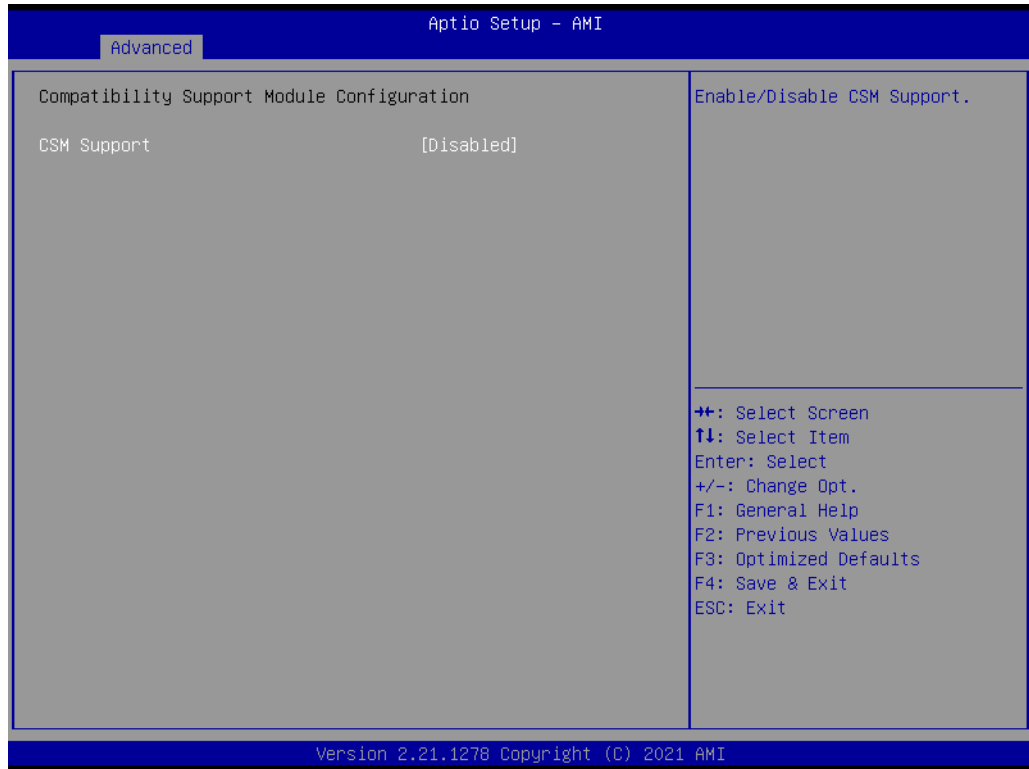 Aptio Setup – AMI
Advanced
Compatibility Support Module Configuration
CSM Support [Disabled]
Enable/Disable CSM Support.
→←: Select Screen
↑↓: Select Item
Enter: Select
+/-: Change Opt.
F1: General Help
F2: Previous Values
F3: Optimized Defaults
F4: Save & Exit
ESC: Exit
Version 2.21.1278 Copyright (C) 2021 AMI